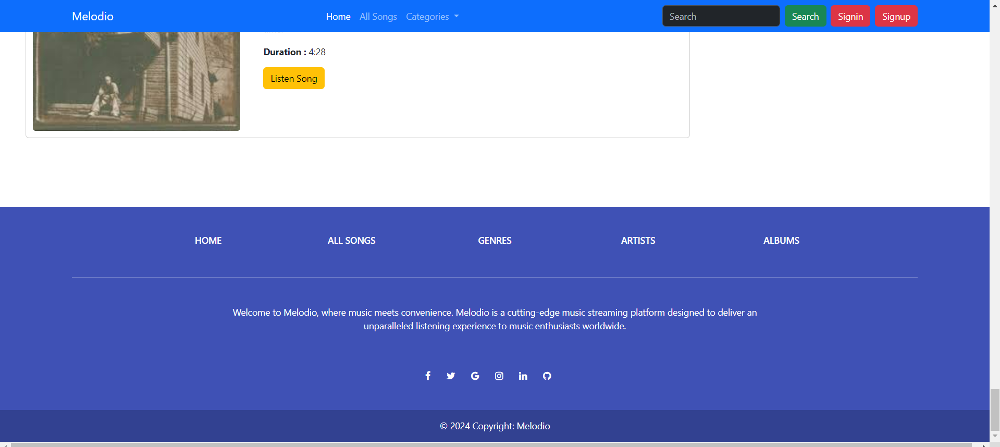 Melodio
Home All Songs Categories
Search Search Signin Signup
Duration : 4:28
Listen Song
HOME ALL SONGS GENRES ARTISTS ALBUMS
Welcome to Melodio, where music meets convenience. Melodio is a cutting-edge music streaming platform designed to deliver an
unparalleled listening experience to music enthusiasts worldwide.
© 2024 Copyright: Melodio